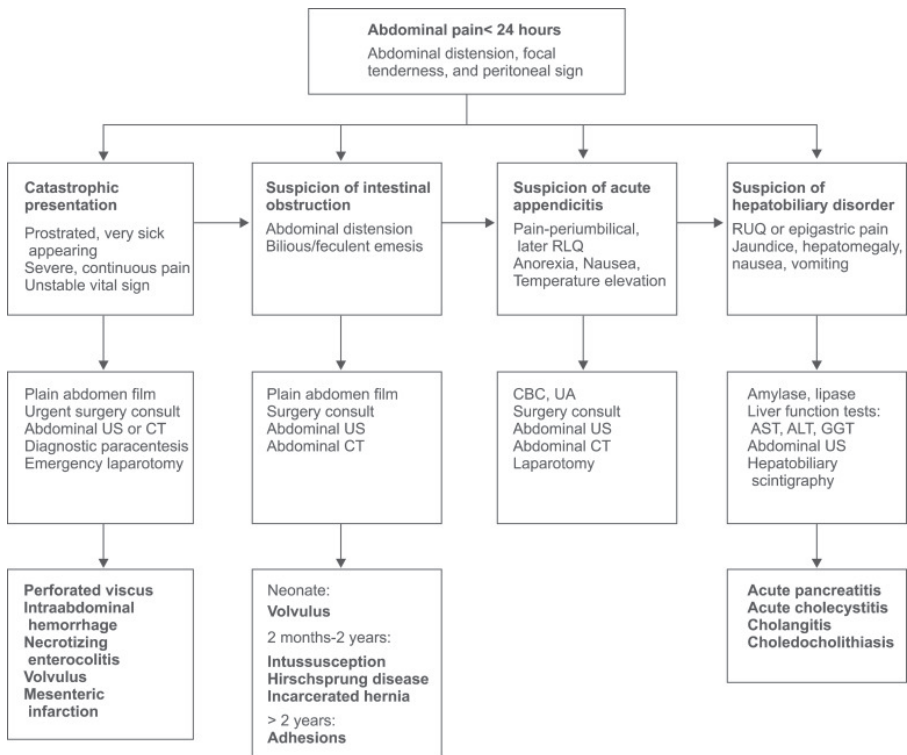 Abdominal pain< 24 hours
Abdominal distension, focal
tenderness, and peritoneal sign
Catastrophic
presentation
Prostrated, very sick
appearing
Severe, continuous pain
Unstable vital sign
Suspicion of intestinal
obstruction
Abdominal distension
Bilious/feculent emesis
Suspicion of acute
appendicitis
Pain-periumbilical,
later RLQ
Anorexia, Nausea,
Temperature elevation
Suspicion of
hepatobiliary disorder
RUQ or epigastric pain
Jaundice, hepatomegaly,
nausea, vomiting
Plain abdomen film
Urgent surgery consult
Abdominal US or CT
Diagnostic paracentesis
Emergency laparotomy
Plain abdomen film
Surgery consult
Abdominal US
Abdominal CT
CBC, UA
Surgery consult
Abdominal US
Abdominal CT
Laparotomy
Amylase, lipase
Liver function tests:
AST, ALT, GGT
Abdominal US
Hepatobiliary
scintigraphy
Perforated viscus
Intraabdominal
hemorrhage
Necrotizing
enterocolitis
Volvulus
Mesenteric
infarction
Neonate:
Volvulus
2 months-2 years:
Intussusception
Hirschsprung disease
Incarcerated hernia
> 2 years:
Adhesions
Acute pancreatitis
Acute cholecystitis
Cholangitis
Choledocholithiasis